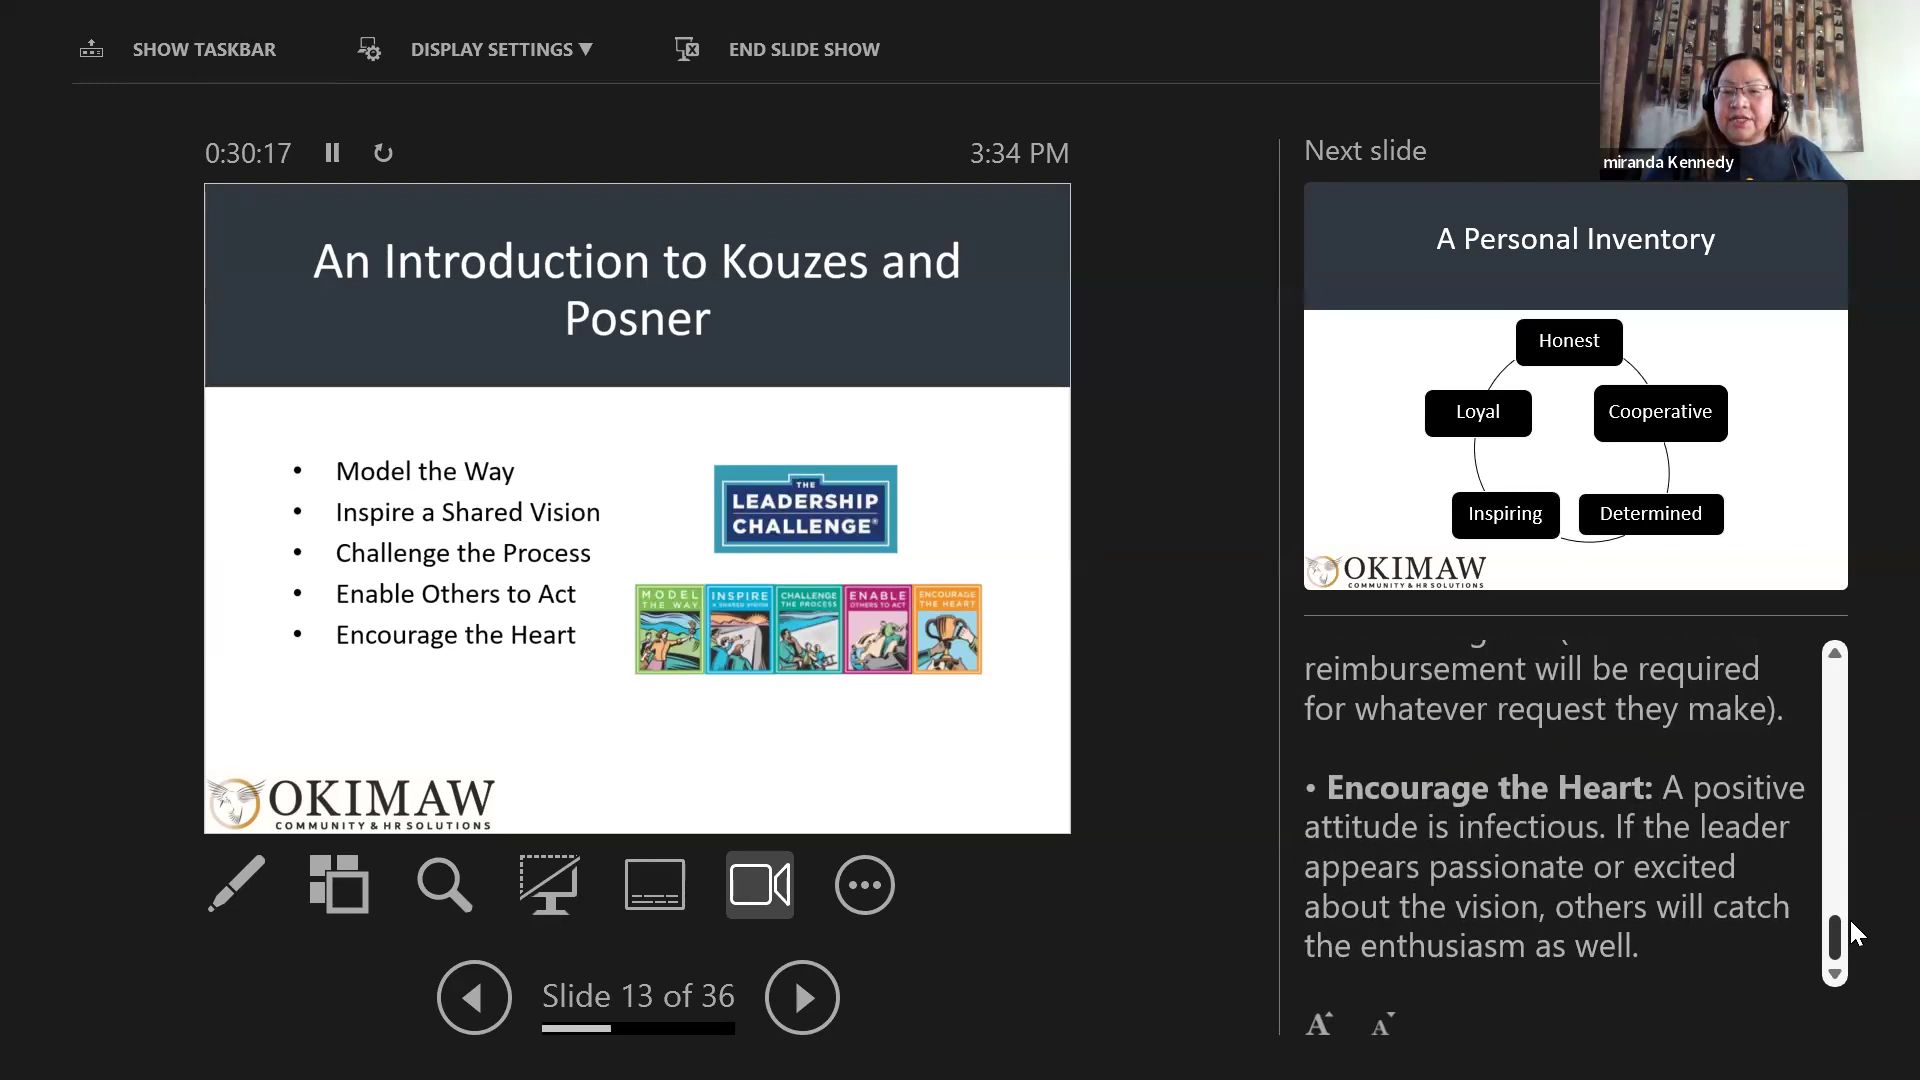 SHOW TASKBAR
DISPLAY SETTINGS ▼
END SLIDE SHOW
miranda Kennedy
0:30:17
3:34 PM
An Introduction to Kouzes and
Posner
• Model the Way
• Inspire a Shared Vision
• Challenge the Process
• Enable Others to Act
• Encourage the Heart
THE
LEADERSHIP
CHALLENGE®
MODEL
THE WAY
INSPIRE
A SHARED VISION
CHALLENGE
THE PROCESS
ENABLE
OTHERS TO ACT
ENCOURAGE
THE HEART
OKIMAW
COMMUNITY & HR SOLUTIONS
Slide 13 of 36
Next slide
A Personal Inventory
Honest
Loyal
Cooperative
Inspiring
Determined
OKIMAW
COMMUNITY & HR SOLUTIONS
reimbursement will be required
for whatever request they make).
• Encourage the Heart: A positive
attitude is infectious. If the leader
appears passionate or excited
about the vision, others will catch
the enthusiasm as well.
A A